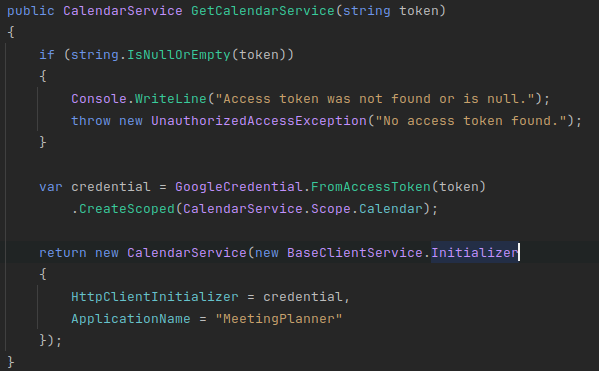 public CalendarService GetCalendarService(string token)
{
    if (string.IsNullOrEmpty(token))
    {
        Console.WriteLine("Access token was not found or is null.");
        throw new UnauthorizedAccessException("No access token found.");
    }

    var credential = GoogleCredential.FromAccessToken(token)
        .CreateScoped(CalendarService.Scope.Calendar);

    return new CalendarService(new BaseClientService.Initializer
    {
        HttpClientInitializer = credential,
        ApplicationName = "MeetingPlanner"
    });
}